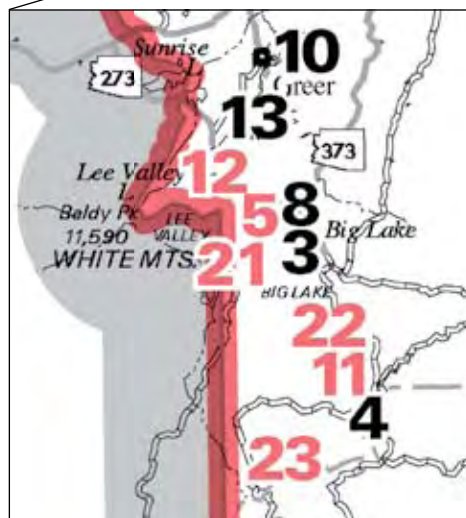 Sunrise
L.
10
273
Greer
13
373
Lee Valley
L.
12
Baldy Pk.
11,590
LEE
VALLEY
5
8
WHITE MTS.
21
3
Big Lake
BIG LAKE
22
11
4
23